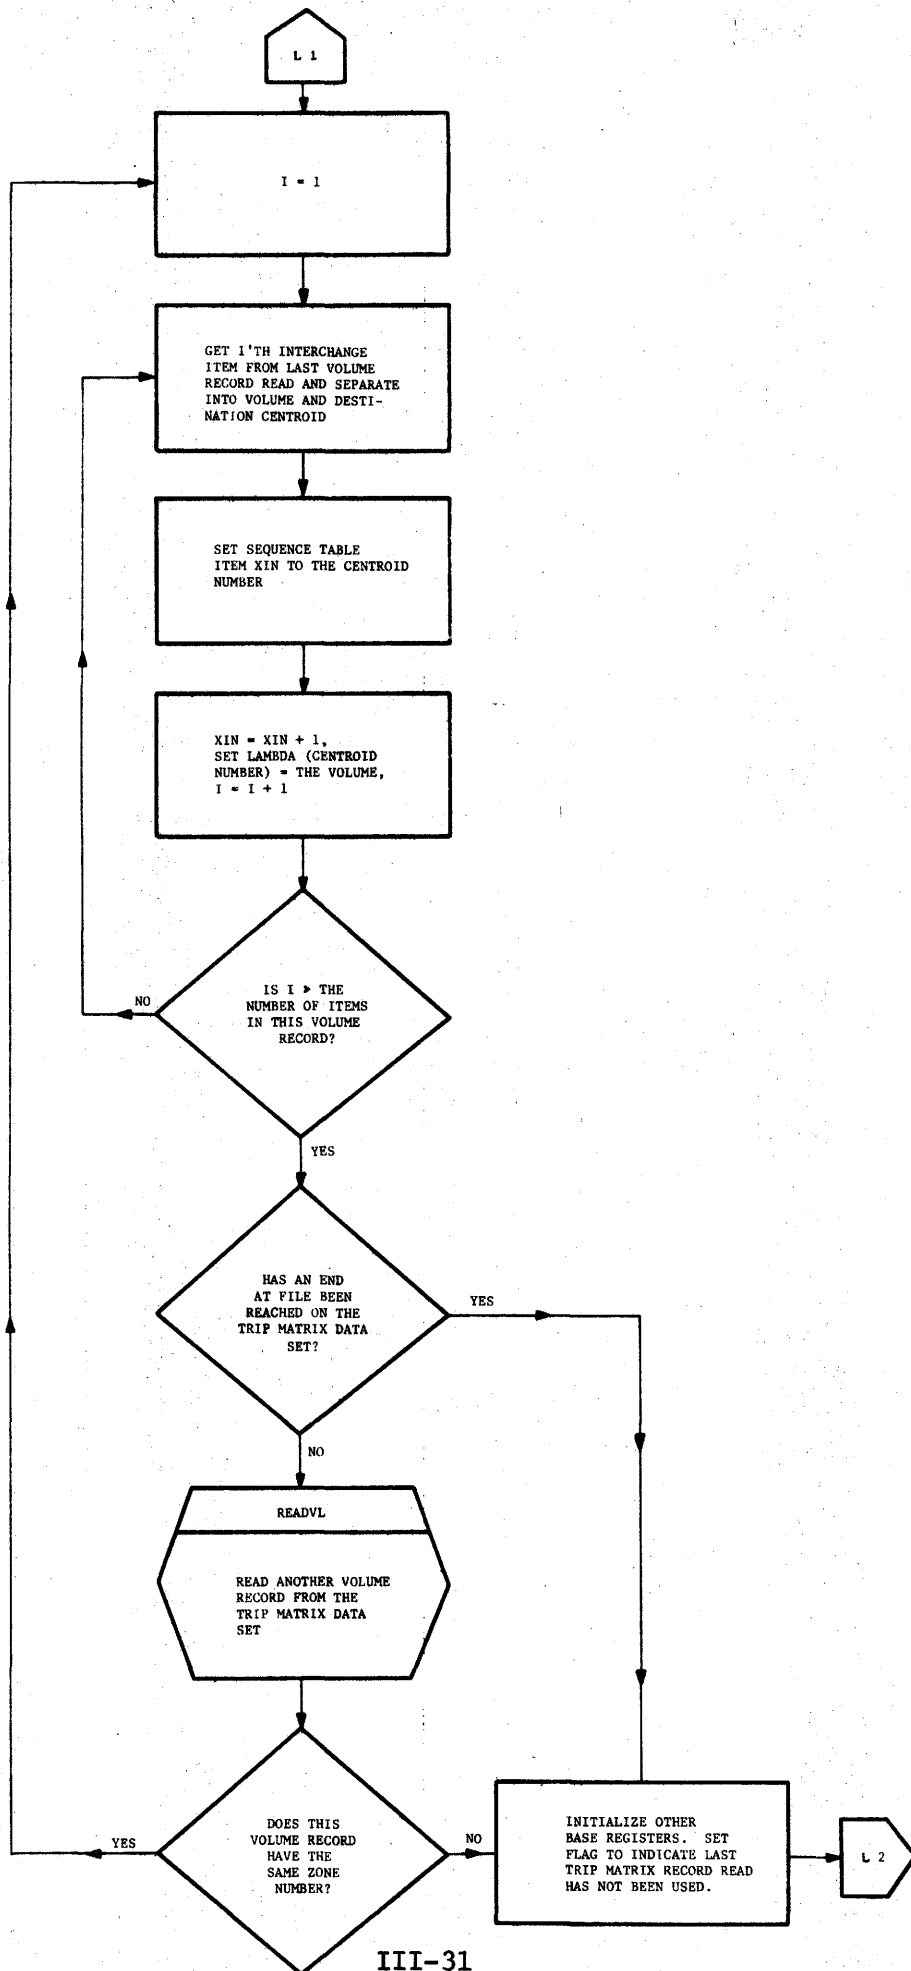 L 1
I = 1
GET I'TH INTERCHANGE
ITEM FROM LAST VOLUME
RECORD READ AND SEPARATE
INTO VOLUME AND DESTI-
NATION CENTROID
SET SEQUENCE TABLE
ITEM XIN TO THE CENTROID
NUMBER
XIN = XIN + 1,
SET LAMBDA (CENTROID
NUMBER) = THE VOLUME,
I = I + 1
IS I > THE
NUMBER OF ITEMS
IN THIS VOLUME
RECORD?
NO
YES
HAS AN END
AT FILE BEEN
REACHED ON THE
TRIP MATRIX DATA
SET?
YES
NO
READVL
READ ANOTHER VOLUME
RECORD FROM THE
TRIP MATRIX DATA
SET
DOES THIS
VOLUME RECORD
HAVE THE
SAME ZONE
NUMBER?
YES
NO
INITIALIZE OTHER
BASE REGISTERS. SET
FLAG TO INDICATE LAST
TRIP MATRIX RECORD READ
HAS NOT BEEN USED.
L 2
III-31